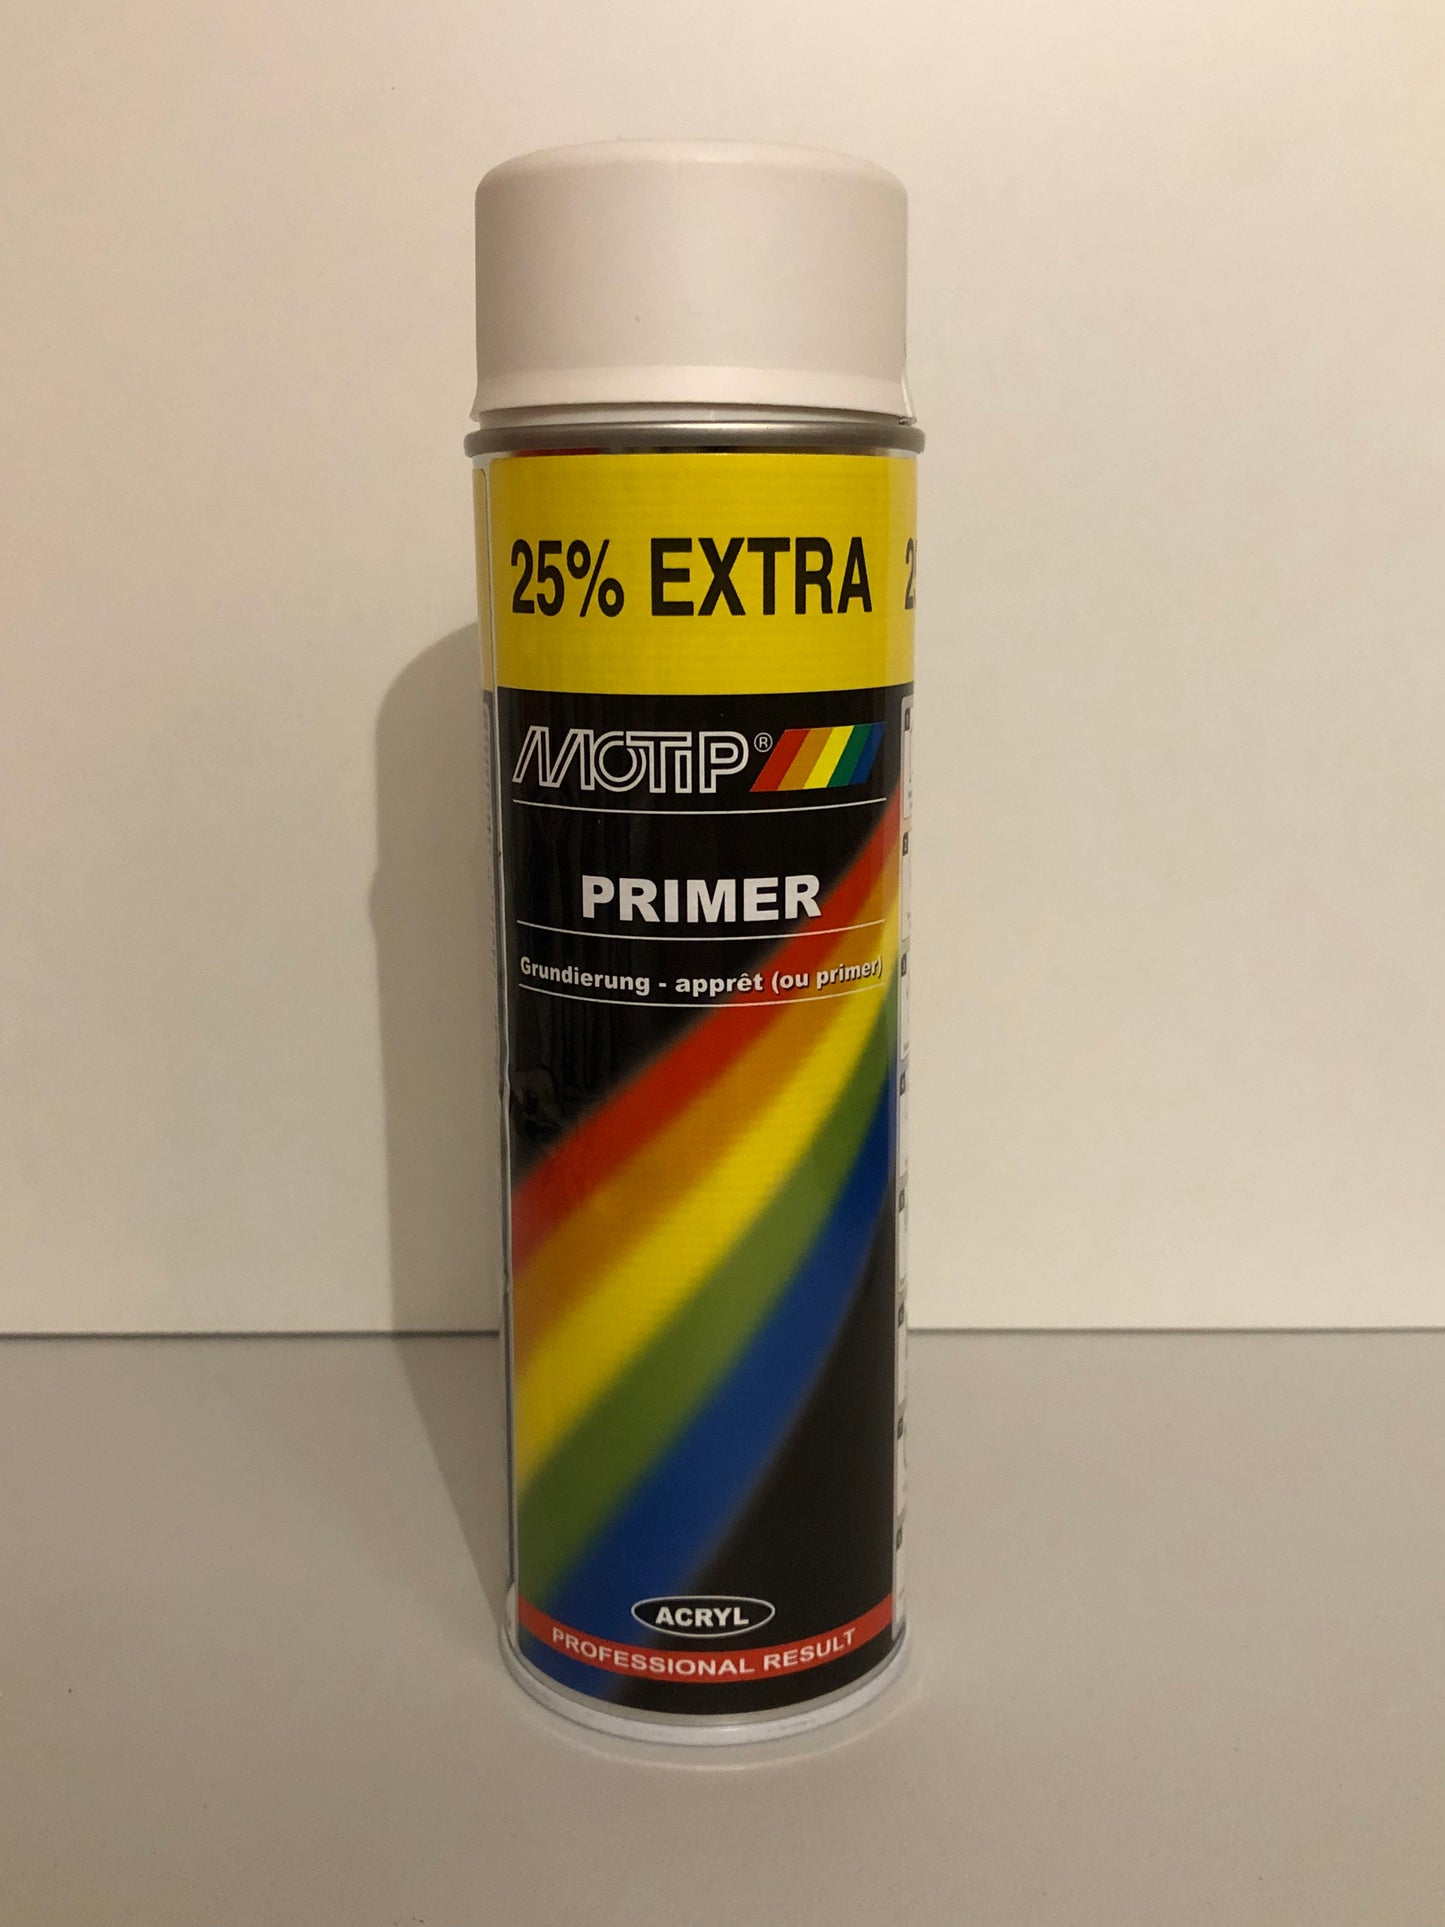 25% EXTRA
MOTIP®
PRIMER
Grundierung - apprêt (ou primer)
ACRYL
PROFESSIONAL RESULT